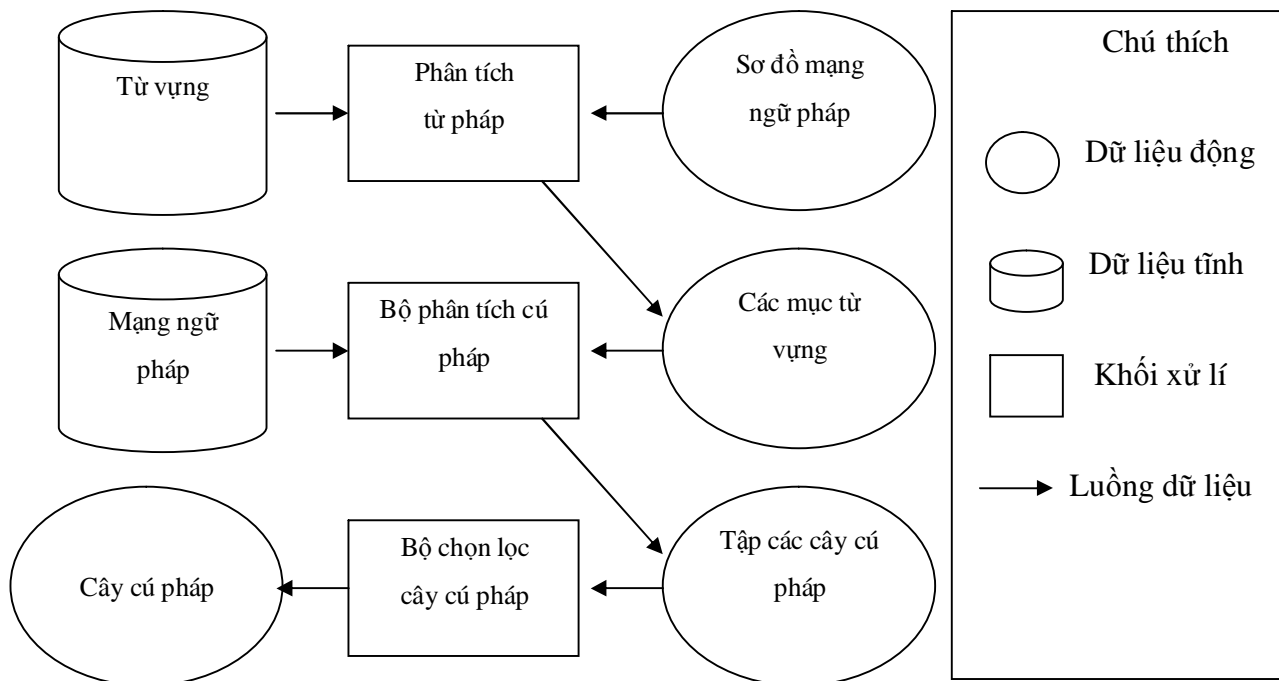 Từ vựng
Phân tích
từ pháp
Sơ đồ mạng
ngữ pháp
Mạng ngữ
pháp
Bộ phân tích cú
pháp
Các mục từ
vựng
Cây cú pháp
Bộ chọn lọc
cây cú pháp
Tập các cây cú
pháp
Chú thích
Dữ liệu động
Dữ liệu tĩnh
Khối xử lí
Luồng dữ liệu